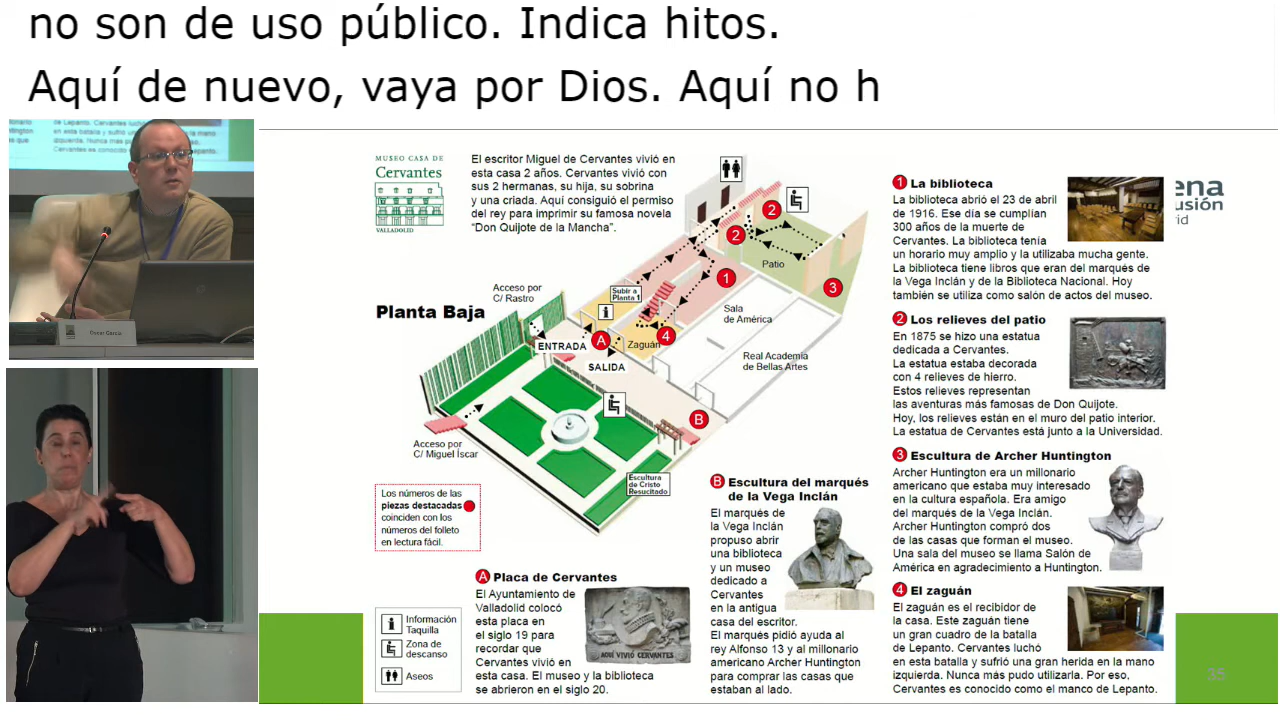 no son de uso público. Indica hitos.
Aquí de nuevo, vaya por Dios. Aquí no h
Oscar García
MUSEO CASA DE
Cervantes
VALLADOLID
El escritor Miguel de Cervantes vivió en
esta casa 2 años. Cervantes vivió con
sus 2 hermanas, su hija, su sobrina
y una criada. Aquí consiguió el permiso
del rey para imprimir su famosa novela
“Don Quijote de la Mancha”.
Planta Baja
Acceso por
C/ Rastro
Subir a
Planta 1
ENTRADA
A
SALIDA
Zaguán
4
1
2
2
3
Patio
Sala
de América
Real Academia
de Bellas Artes
B
Acceso por
C/ Miguel Íscar
Escultura
de Cristo
Resucitado
Los números de las
piezas destacadas
coinciden con los
números del folleto
en lectura fácil.
Información
Taquilla
Zona de
descanso
Aseos
A Placa de Cervantes
El Ayuntamiento de
Valladolid colocó
esta placa en
el siglo 19 para
recordar que
Cervantes vivió en
esta casa. El museo y la biblioteca
se abrieron en el siglo 20.
AQUÍ VIVIÓ CERVANTES
B Escultura del marqués
de la Vega Inclán
El marqués de
la Vega Inclán
propuso abrir
una biblioteca
y un museo
dedicado a
Cervantes
en la antigua
casa del escritor.
El marqués pidió ayuda al
rey Alfonso 13 y al millonario
americano Archer Huntington
para comprar las casas que
estaban al lado.
1 La biblioteca
La biblioteca abrió el 23 de abril
de 1916. Ese día se cumplían
300 años de la muerte de
Cervantes. La biblioteca tenía
un horario muy amplio y la utilizaba mucha gente.
La biblioteca tiene libros que eran del marqués de
la Vega Inclán y de la Biblioteca Nacional. Hoy
también se utiliza como salón de actos del museo.
2 Los relieves del patio
En 1875 se hizo una estatua
dedicada a Cervantes.
La estatua estaba decorada
con 4 relieves de hierro.
Estos relieves representan
las aventuras más famosas de Don Quijote.
Hoy, los relieves están en el muro del patio interior.
La estatua de Cervantes está junto a la Universidad.
3 Escultura de Archer Huntington
Archer Huntington era un millonario
americano que estaba muy interesado
en la cultura española. Era amigo
del marqués de la Vega Inclán.
Archer Huntington compró dos
de las casas que forman el museo.
Una sala del museo se llama Salón de
América en agradecimiento a Huntington.
4 El zaguán
El zaguán es el recibidor de
la casa. Este zaguán tiene
un gran cuadro de la batalla
de Lepanto. Cervantes luchó
en esta batalla y sufrió una gran herida en la mano
izquierda. Nunca más pudo utilizarla. Por eso,
Cervantes es conocido como el manco de Lepanto.
ena
usión
rid
35